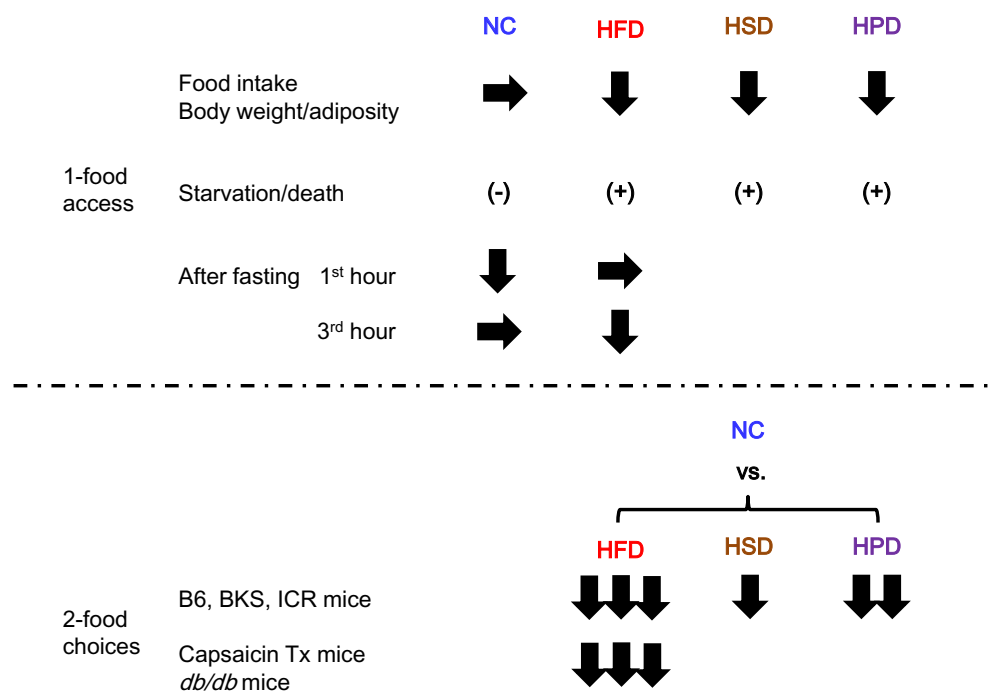 NC HFD HSD HPD
Food intake
Body weight/adiposity
1-food
access
Starvation/death (-) (+) (+) (+)
After fasting 1st hour
3rd hour
NC
vs.
HFD HSD HPD
B6, BKS, ICR mice
2-food
choices
Capsaicin Tx mice
db/db mice